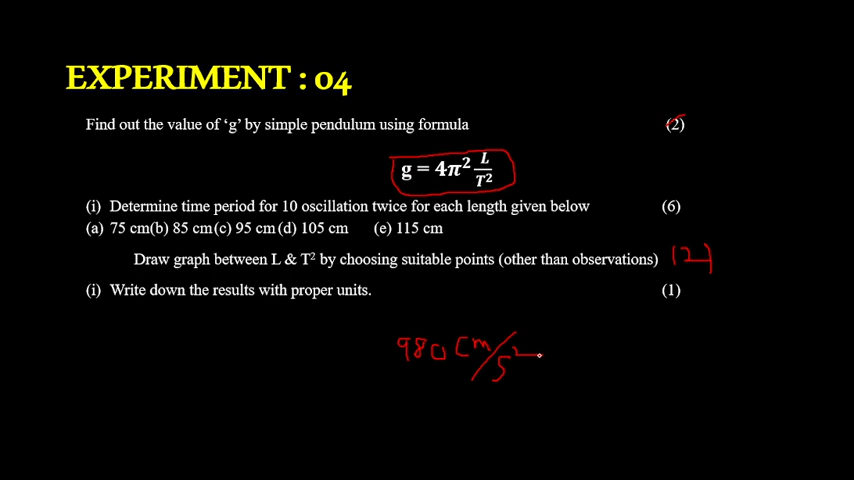 EXPERIMENT : 04
Find out the value of ‘g’ by simple pendulum using formula (2)
g = 4π² L/T²
(i) Determine time period for 10 oscillation twice for each length given below (6)
(a) 75 cm(b) 85 cm(c) 95 cm(d) 105 cm (e) 115 cm
Draw graph between L & T² by choosing suitable points (other than observations) (2)
(i) Write down the results with proper units. (1)
980 cm/s²